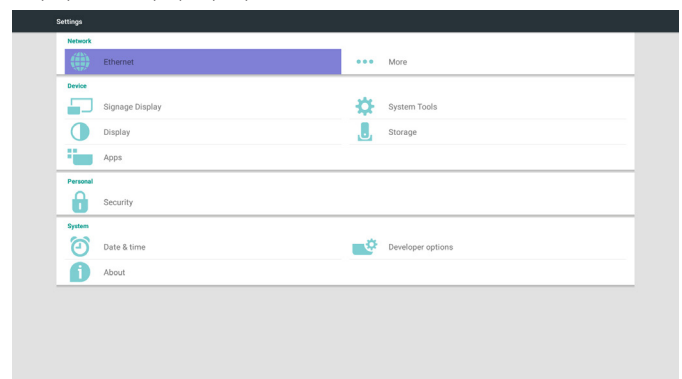 Settings
Network
Ethernet
More
Device
Signage Display
System Tools
Display
Storage
Apps
Personal
Security
System
Date & time
Developer options
About